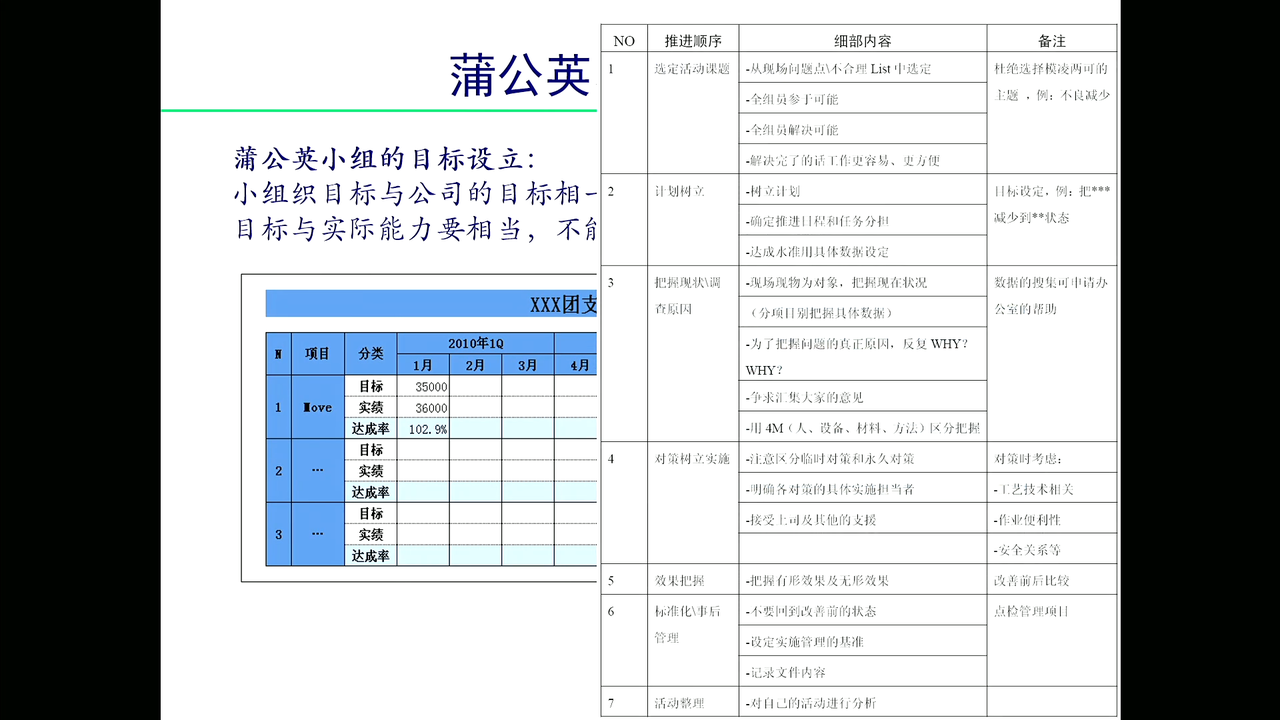 蒲公英
蒲公英小组的目标设立：
小组织目标与公司的目标相一
目标与实际能力要相当，不能
XXX团支
N 项目 分类 2010年1Q
1月 2月 3月 4月
1 Move 目标 35000
实绩 36000
达成率 102.9%
2 … 目标
实绩
达成率
3 … 目标
实绩
达成率
NO 推进顺序 细部内容 备注
1 选定活动课题 -从现场问题点\不合理 List 中选定 杜绝选择模凌两可的
-全组员参于可能 主题 ，例：不良减少
-全组员解决可能
-解决完了的话工作更容易、更方便
2 计划树立 -树立计划 目标设定，例：把***
-确定推进日程和任务分担 减少到**状态
-达成水准用具体数据设定
3 把握现状\调 -现场现物为对象，把握现在状况 数据的搜集可申请办
查原因 （分项目别把握具体数据） 公室的帮助
-为了把握问题的真正原因，反复 WHY？
WHY？
-争求汇集大家的意见
-用 4M（人、设备、材料、方法）区分把握
4 对策树立实施 -注意区分临时对策和永久对策 对策时考虑：
-明确各对策的具体实施担当者 -工艺技术相关
-接受上司及其他的支援 -作业便利性
-安全关系等
5 效果把握 -把握有形效果及无形效果 改善前后比较
6 标准化\事后 -不要回到改善前的状态 点检管理项目
管理 -设定实施管理的基准
-记录文件内容
7 活动整理 -对自己的活动进行分析